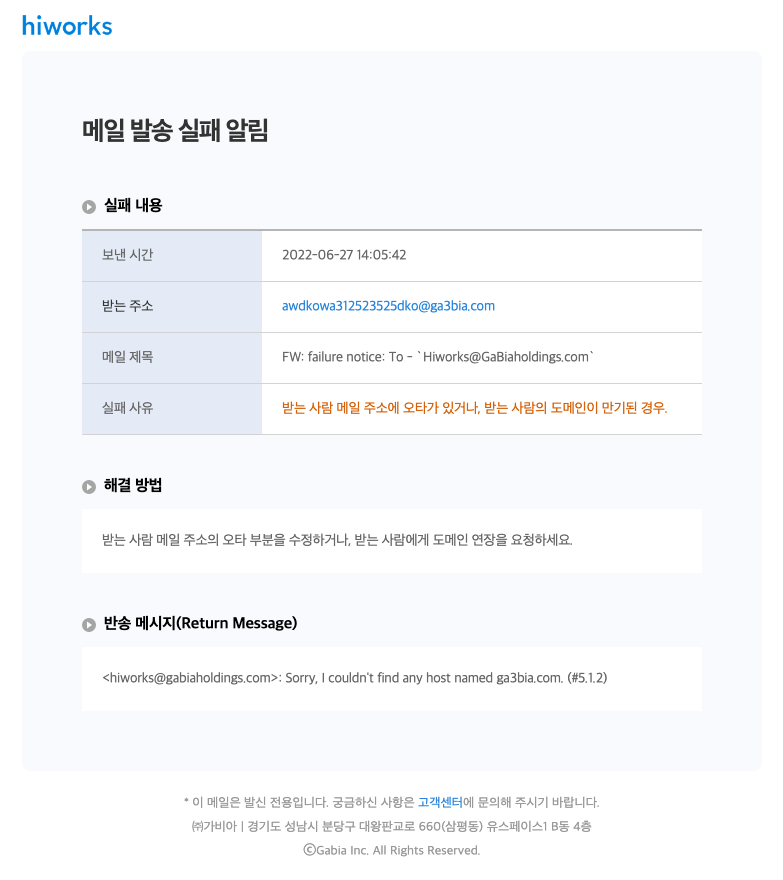 hiworks
메일 발송 실패 알림
실패 내용
보낸 시간 2022-06-27 14:05:42
받는 주소 awdkowa312523525dko@ga3bia.com
메일 제목 FW: failure notice: To - `Hiworks@GaBiaholdings.com`
실패 사유 받는 사람 메일 주소에 오타가 있거나, 받는 사람의 도메인이 만기된 경우.
해결 방법
받는 사람 메일 주소의 오타 부분을 수정하거나, 받는 사람에게 도메인 연장을 요청하세요.
반송 메시지(Return Message)
<hiworks@gabiaholdings.com>: Sorry, I couldn't find any host named ga3bia.com. (#5.1.2)
* 이 메일은 발신 전용입니다. 궁금하신 사항은 고객센터에 문의해 주시기 바랍니다.
㈜가비아 | 경기도 성남시 분당구 대왕판교로 660(삼평동) 유스페이스1 B동 4층
ⓒGabia Inc. All Rights Reserved.